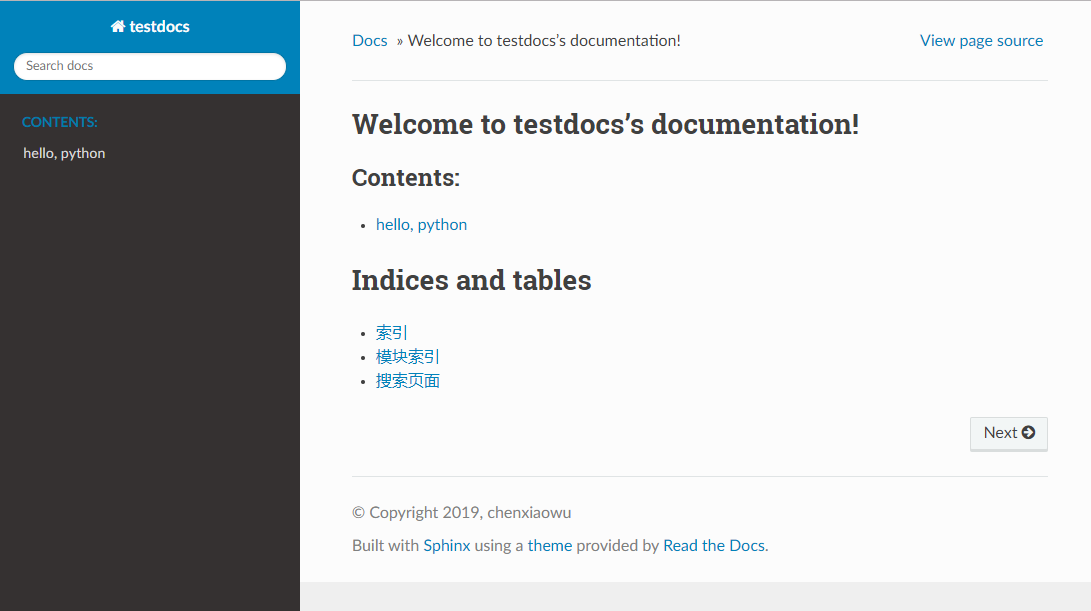 testdocs
Search docs
CONTENTS:
hello, python
Docs » Welcome to testdocs’s documentation!
View page source
Welcome to testdocs’s documentation!
Contents:
hello, python
Indices and tables
索引
模块索引
搜索页面
Next
© Copyright 2019, chenxiaowu
Built with Sphinx using a theme provided by Read the Docs.